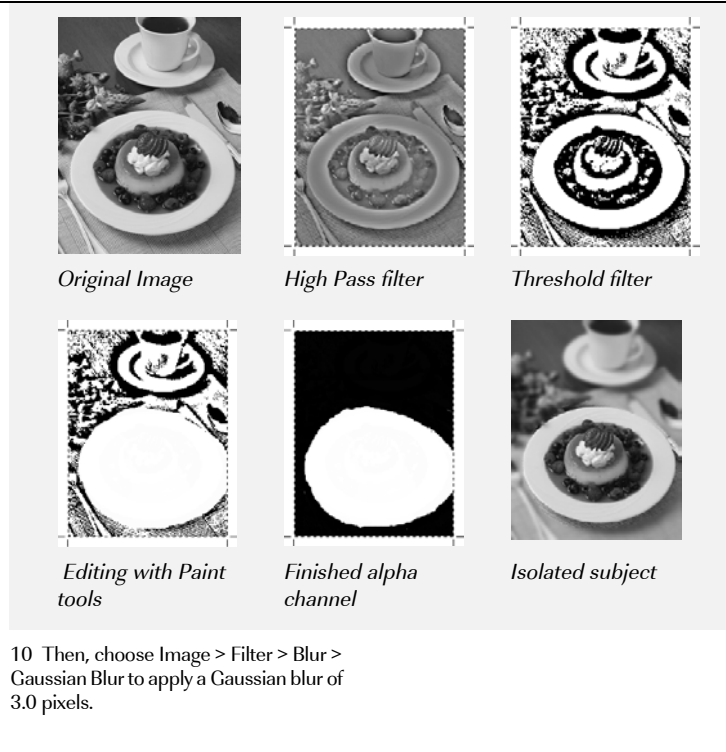 Original Image
High Pass filter
Threshold filter
Editing with Paint
tools
Finished alpha
channel
Isolated subject
10 Then, choose Image > Filter > Blur >
Gaussian Blur to apply a Gaussian blur of
3.0 pixels.